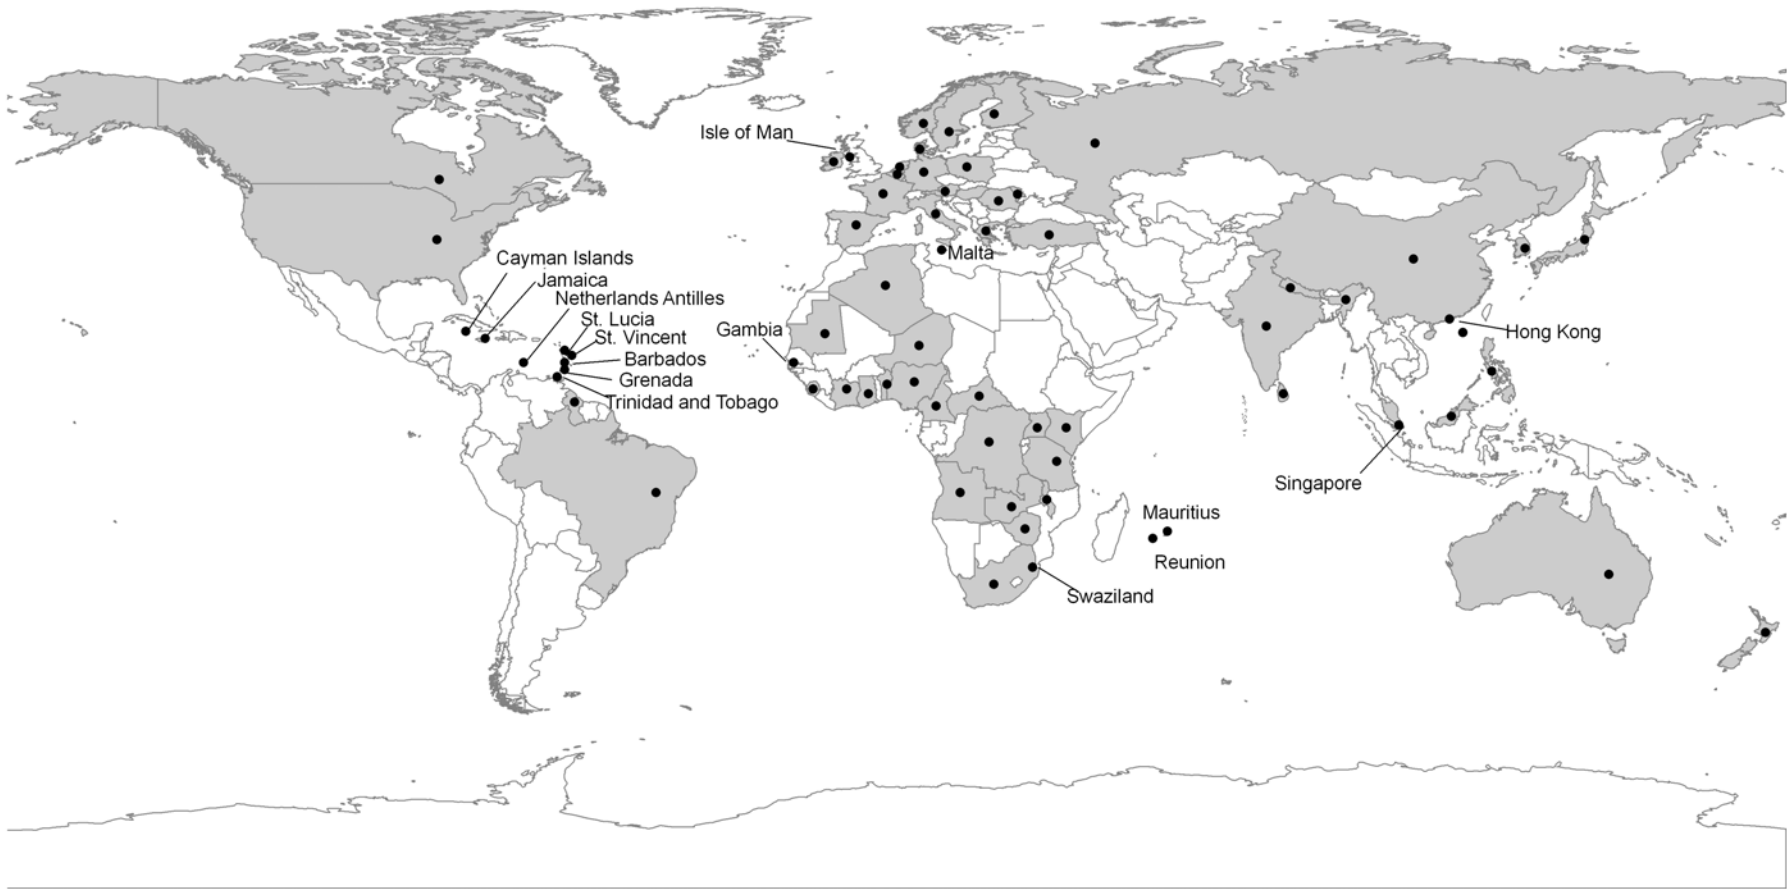 Isle of Man
Malta
Cayman Islands
Jamaica
Netherlands Antilles
St. Lucia
St. Vincent
Barbados
Grenada
Trinidad and Tobago
Gambia
Hong Kong
Singapore
Mauritius
Reunion
Swaziland